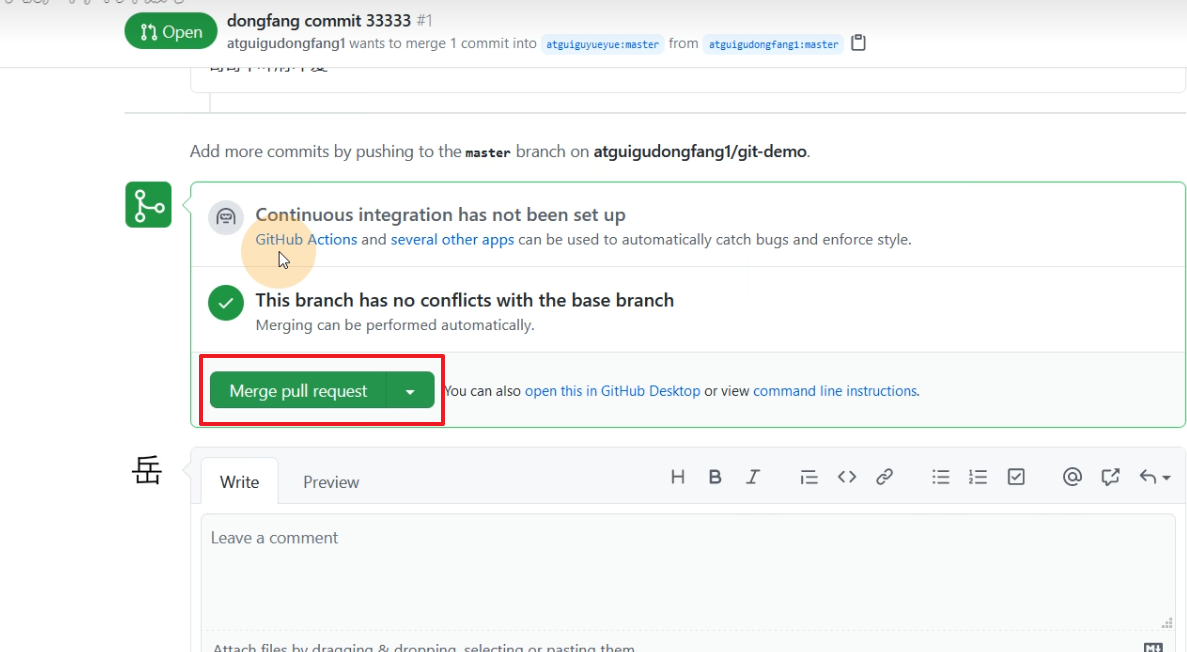 Open
dongfang commit 33333 #1
atguigudongfang1 wants to merge 1 commit into atguiguyueyue:master from atguigudongfang1:master
Add more commits by pushing to the master branch on atguigudongfang1/git-demo.
Continuous integration has not been set up
GitHub Actions and several other apps can be used to automatically catch bugs and enforce style.
This branch has no conflicts with the base branch
Merging can be performed automatically.
Merge pull request
You can also open this in GitHub Desktop or view command line instructions.
岳
Write Preview
Leave a comment
Attach files by dragging & dropping, selecting or pasting them.